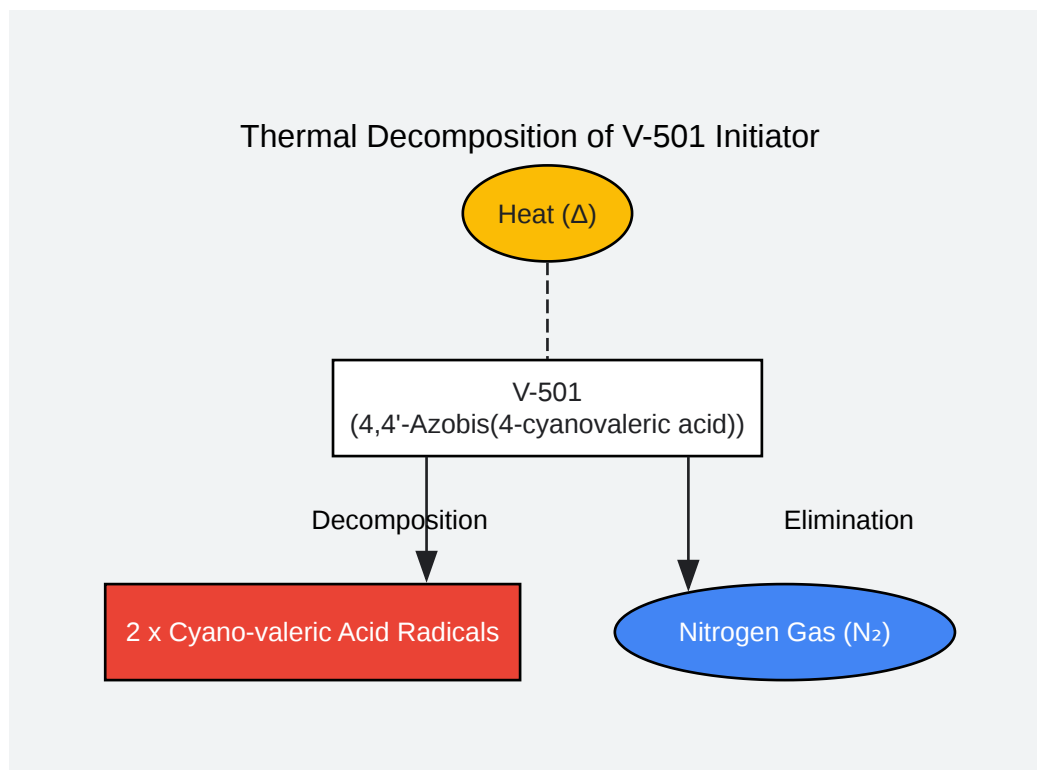 Thermal Decomposition of V-501 Initiator
Heat (Δ)
V-501
(4,4'-Azobis(4-cyanovaleric acid))
Decomposition
Elimination
2 x Cyano-valeric Acid Radicals
Nitrogen Gas (N₂)